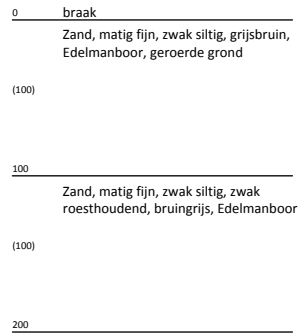 0 braak
Zand, matig fijn, zwak siltig, grijsbruin,
Edelmanboor, geroerde grond
(100)
100
Zand, matig fijn, zwak siltig, zwak
roesthoudend, bruingrijs, Edelmanboor
(100)
200